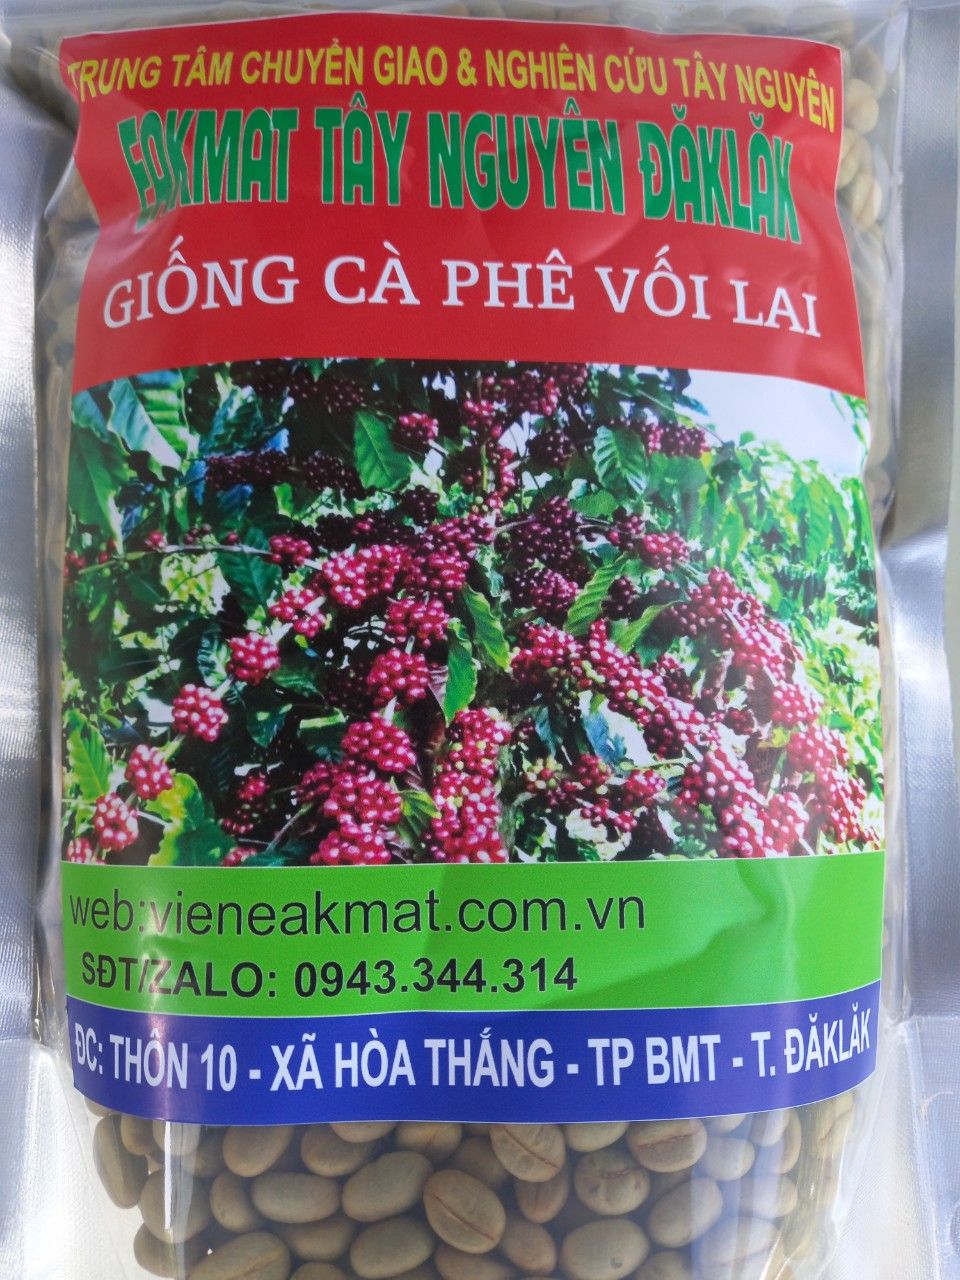 TRUNG TÂM CHUYỂN GIAO & NGHIÊN CỨU TÂY NGUYÊN
EAKMAT TÂY NGUYÊN ĐĂKLĂK
GIỐNG CÀ PHÊ VỐI LAI
web:vieneakmat.com.vn
SĐT/ZALO: 0943.344.314
ĐC: THÔN 10 - XÃ HÒA THẮNG - TP BMT - T. ĐĂKLĂK